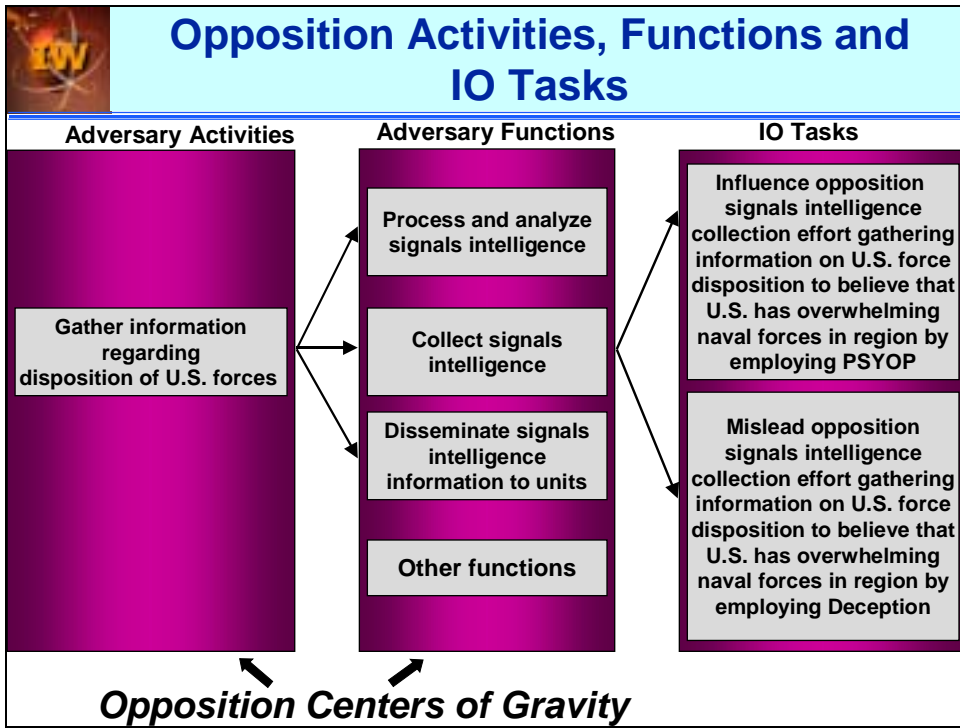 IW
Opposition Activities, Functions and
IO Tasks
Adversary Activities
Adversary Functions
IO Tasks
Gather information
regarding
disposition of U.S. forces
Process and analyze
signals intelligence
Collect signals
intelligence
Disseminate signals
intelligence
information to units
Other functions
Influence opposition
signals intelligence
collection effort gathering
information on U.S. force
disposition to believe that
U.S. has overwhelming
naval forces in region by
employing PSYOP
Mislead opposition
signals intelligence
collection effort gathering
information on U.S. force
disposition to believe that
U.S. has overwhelming
naval forces in region by
employing Deception
Opposition Centers of Gravity